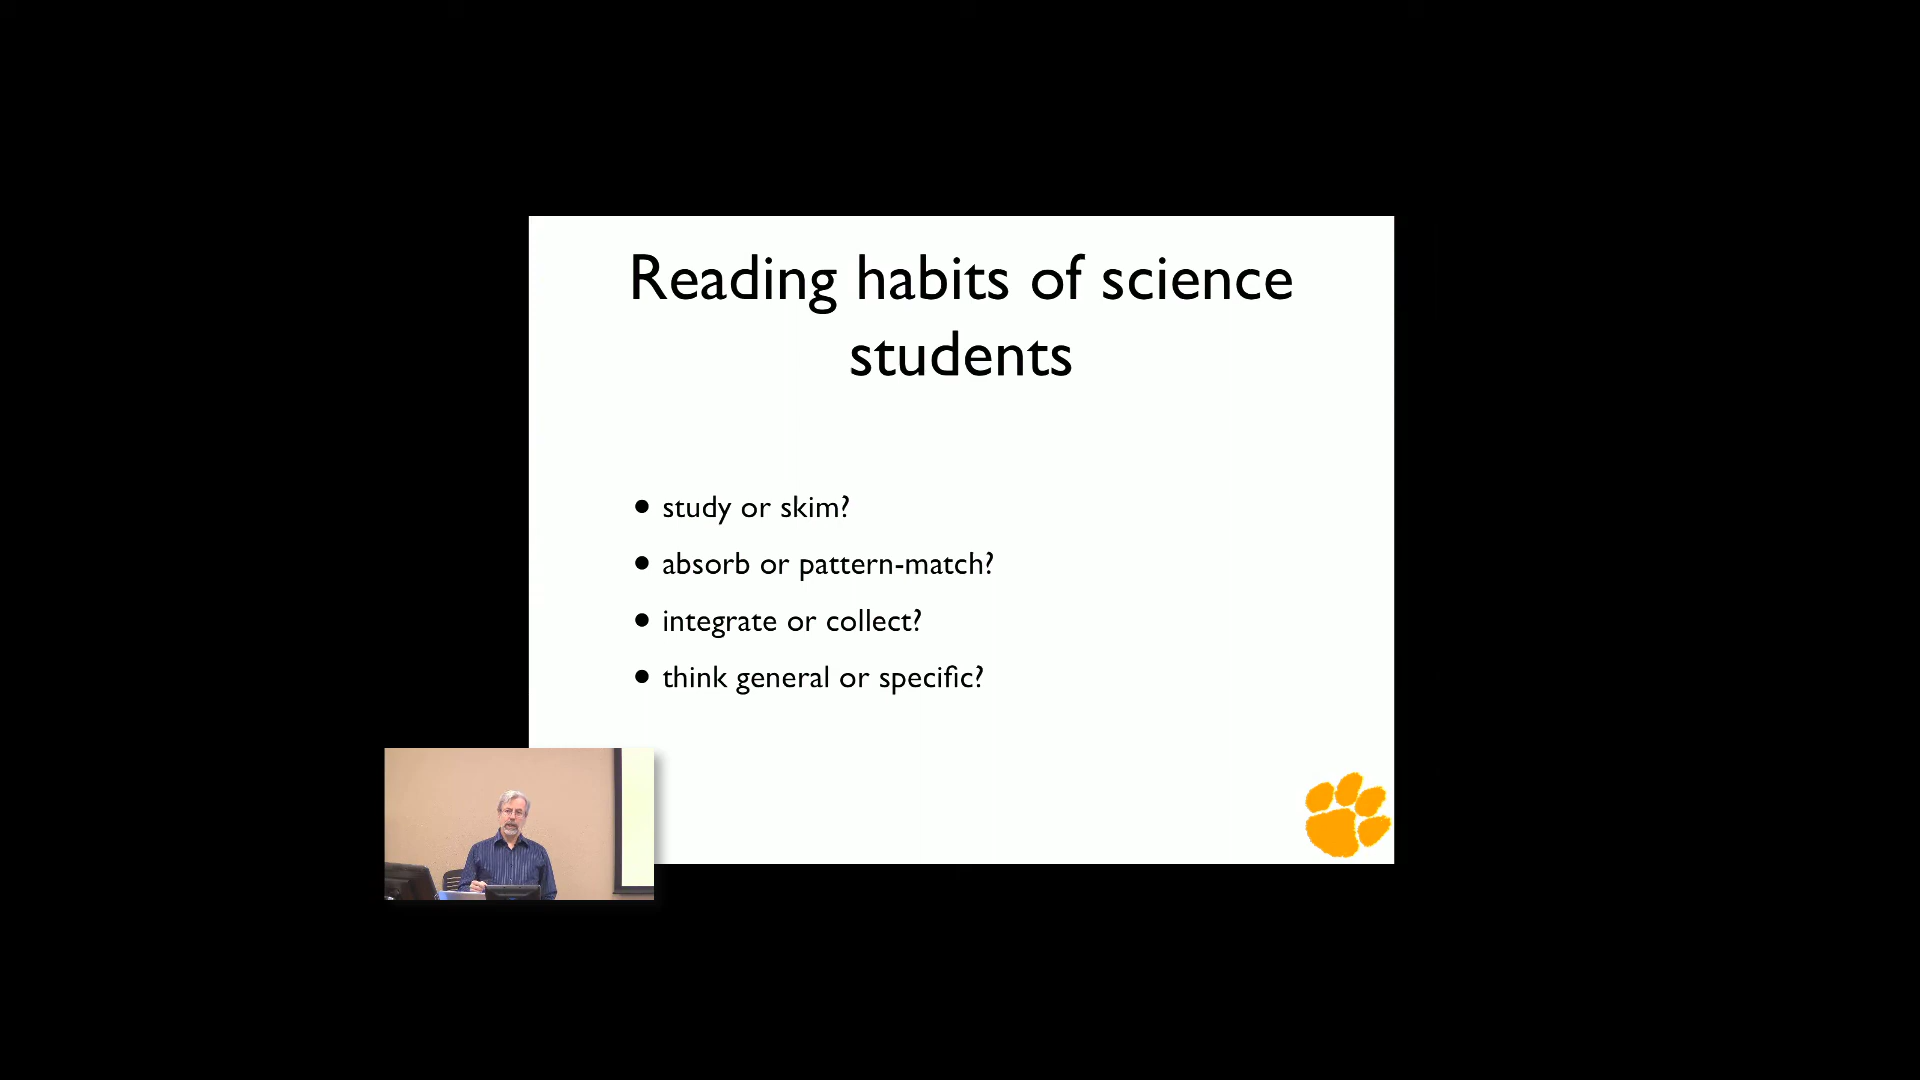 Reading habits of science
students
• study or skim?
• absorb or pattern-match?
• integrate or collect?
• think general or specific?